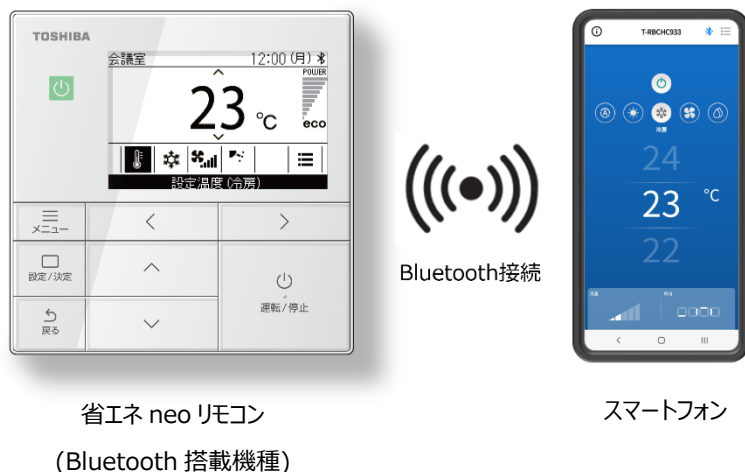 TOSHIBA
会議室 12:00 (月)
POWER
23 °C
eco
設定温度 (冷房)
メニュー
設定/決定
運転/停止
戻る
Bluetooth接続
T-RBCHC933
A
冷房
24
23 °C
22
風量
省エネ neo リモコン
(Bluetooth 搭載機種)
スマートフォン